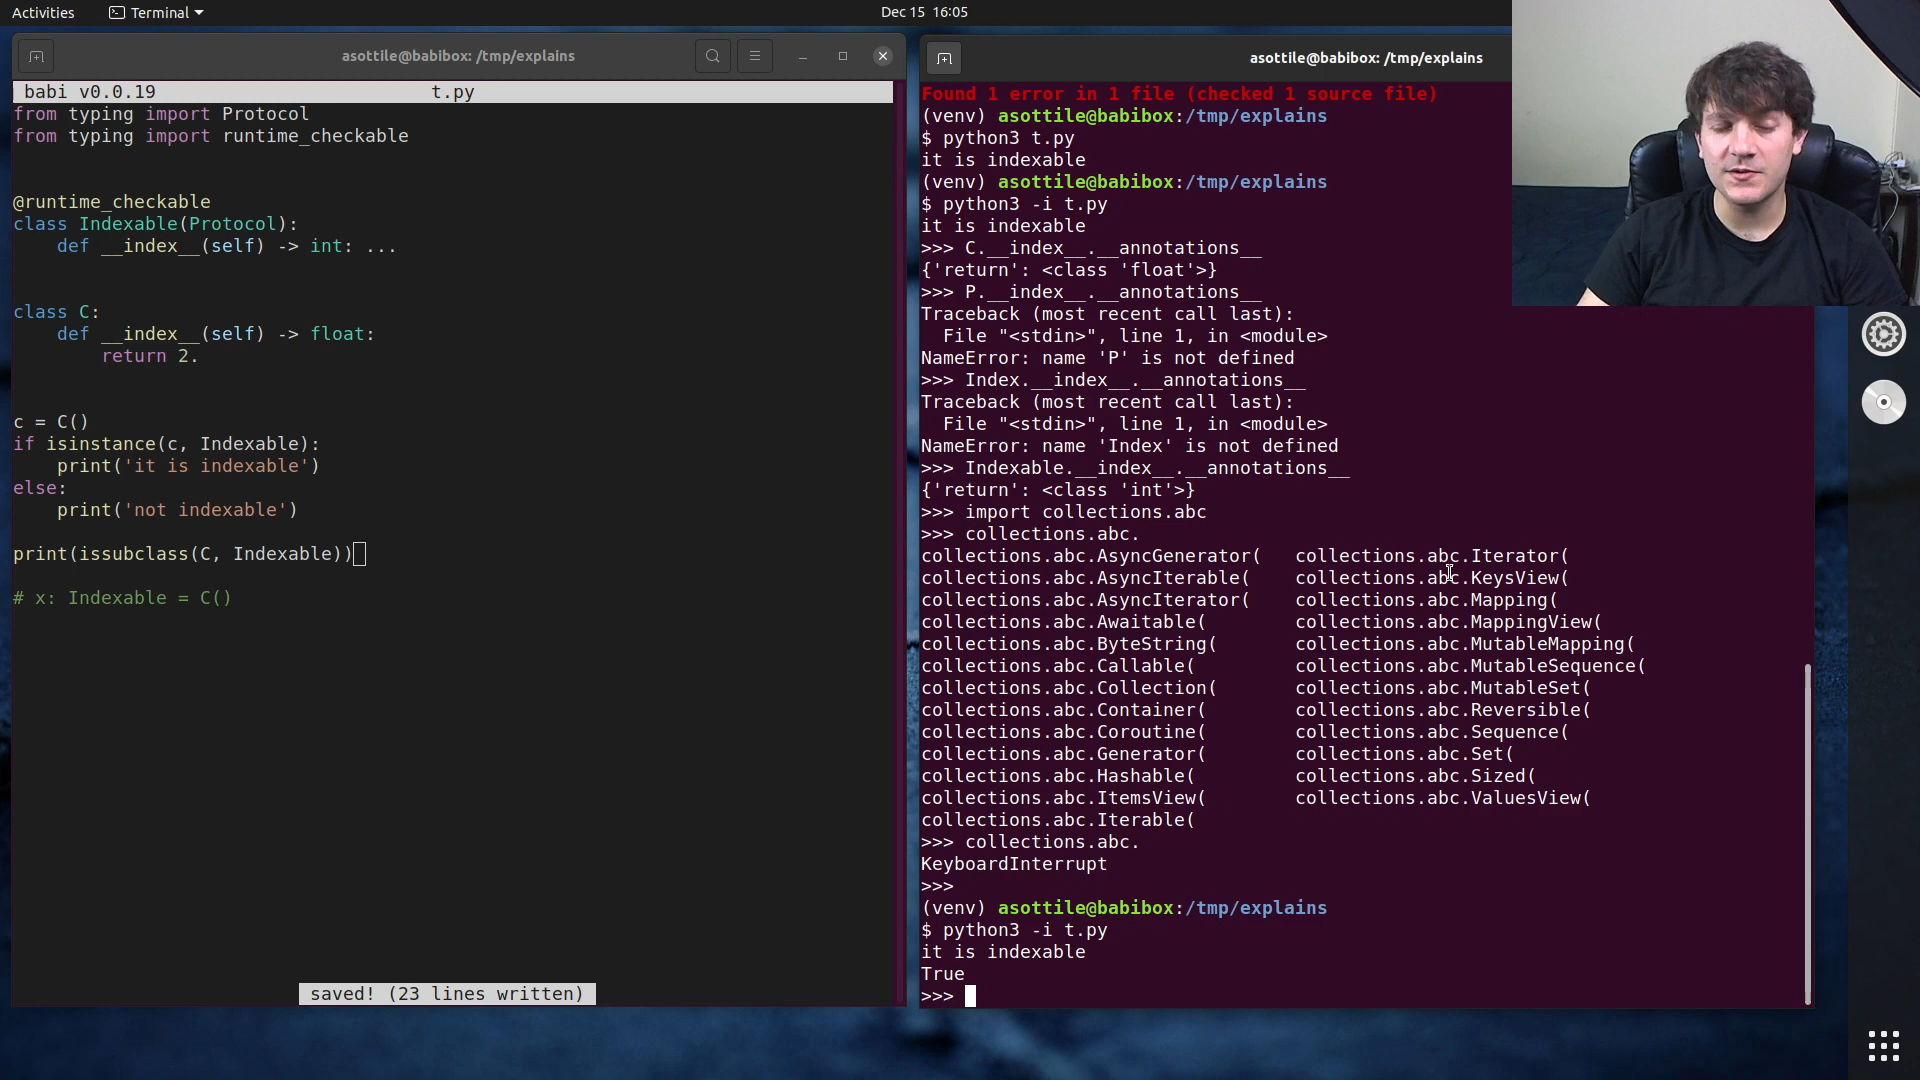 Activities
Terminal
Dec 15 16:05
asottile@babibox: /tmp/explains
babi v0.0.19 t.py
from typing import Protocol
from typing import runtime_checkable
@runtime_checkable
class Indexable(Protocol):
    def __index__(self) -> int: ...
class C:
    def __index__(self) -> float:
        return 2.
c = C()
if isinstance(c, Indexable):
    print('it is indexable')
else:
    print('not indexable')
print(issubclass(C, Indexable))
# x: Indexable = C()
saved! (23 lines written)
asottile@babibox: /tmp/explains
Found 1 error in 1 file (checked 1 source file)
(venv) asottile@babibox:/tmp/explains
$ python3 t.py
it is indexable
(venv) asottile@babibox:/tmp/explains
$ python3 -i t.py
it is indexable
>>> C.__index__.__annotations__
{'return': <class 'float'>}
>>> P.__index__.__annotations__
Traceback (most recent call last):
  File "<stdin>", line 1, in <module>
NameError: name 'P' is not defined
>>> Index.__index__.__annotations__
Traceback (most recent call last):
  File "<stdin>", line 1, in <module>
NameError: name 'Index' is not defined
>>> Indexable.__index__.__annotations__
{'return': <class 'int'>}
>>> import collections.abc
>>> collections.abc.
collections.abc.AsyncGenerator( collections.abc.Iterator(
collections.abc.AsyncIterable( collections.abc.KeysView(
collections.abc.AsyncIterator( collections.abc.Mapping(
collections.abc.Awaitable( collections.abc.MappingView(
collections.abc.ByteString( collections.abc.MutableMapping(
collections.abc.Callable( collections.abc.MutableSequence(
collections.abc.Collection( collections.abc.MutableSet(
collections.abc.Container( collections.abc.Reversible(
collections.abc.Coroutine( collections.abc.Sequence(
collections.abc.Generator( collections.abc.Set(
collections.abc.Hashable( collections.abc.Sized(
collections.abc.ItemsView( collections.abc.ValuesView(
collections.abc.Iterable(
>>> collections.abc.
KeyboardInterrupt
>>>
(venv) asottile@babibox:/tmp/explains
$ python3 -i t.py
it is indexable
True
>>>